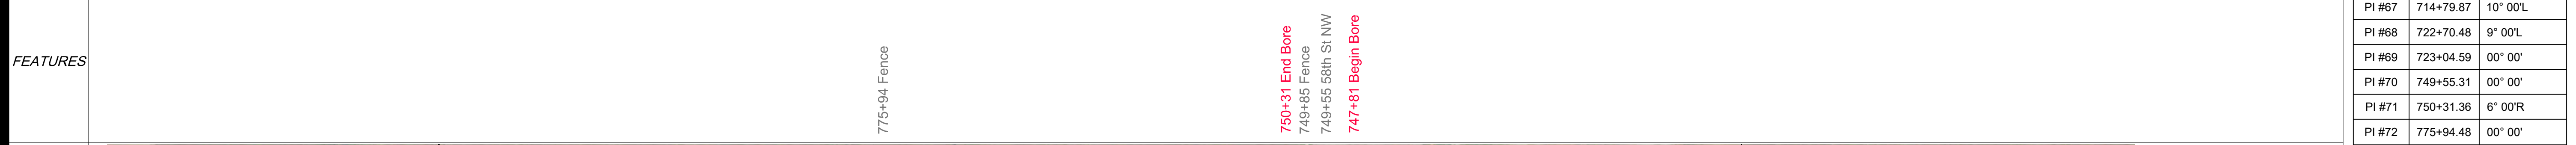 FEATURES
775+94 Fence
750+31 End Bore
749+85 Fence
749+55 58th St NW
747+81 Begin Bore
PI #67 714+79.87 10° 00'L
PI #68 722+70.48 9° 00'L
PI #69 723+04.59 00° 00'
PI #70 749+55.31 00° 00'
PI #71 750+31.36 6° 00'R
PI #72 775+94.48 00° 00'